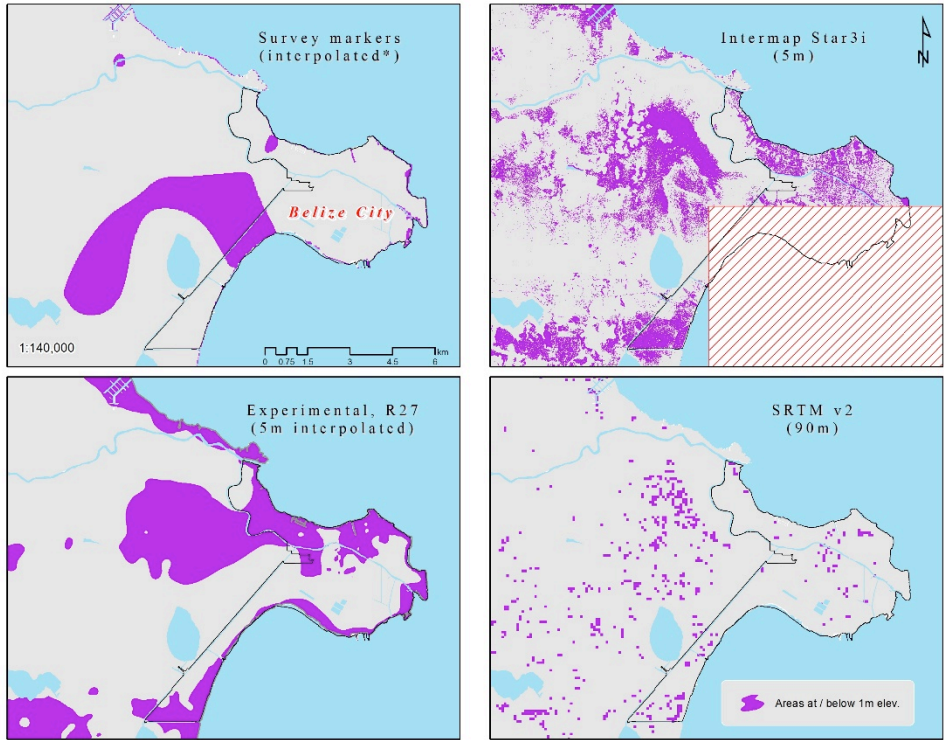 Survey markers
(interpolated*)
Belize City
1:140,000
0 0.75 1.5 3 4.5 6
km
Intermap Star3i
(5m)
N
Experimental, R27
(5m interpolated)
SRTM v2
(90m)
Areas at / below 1m elev.